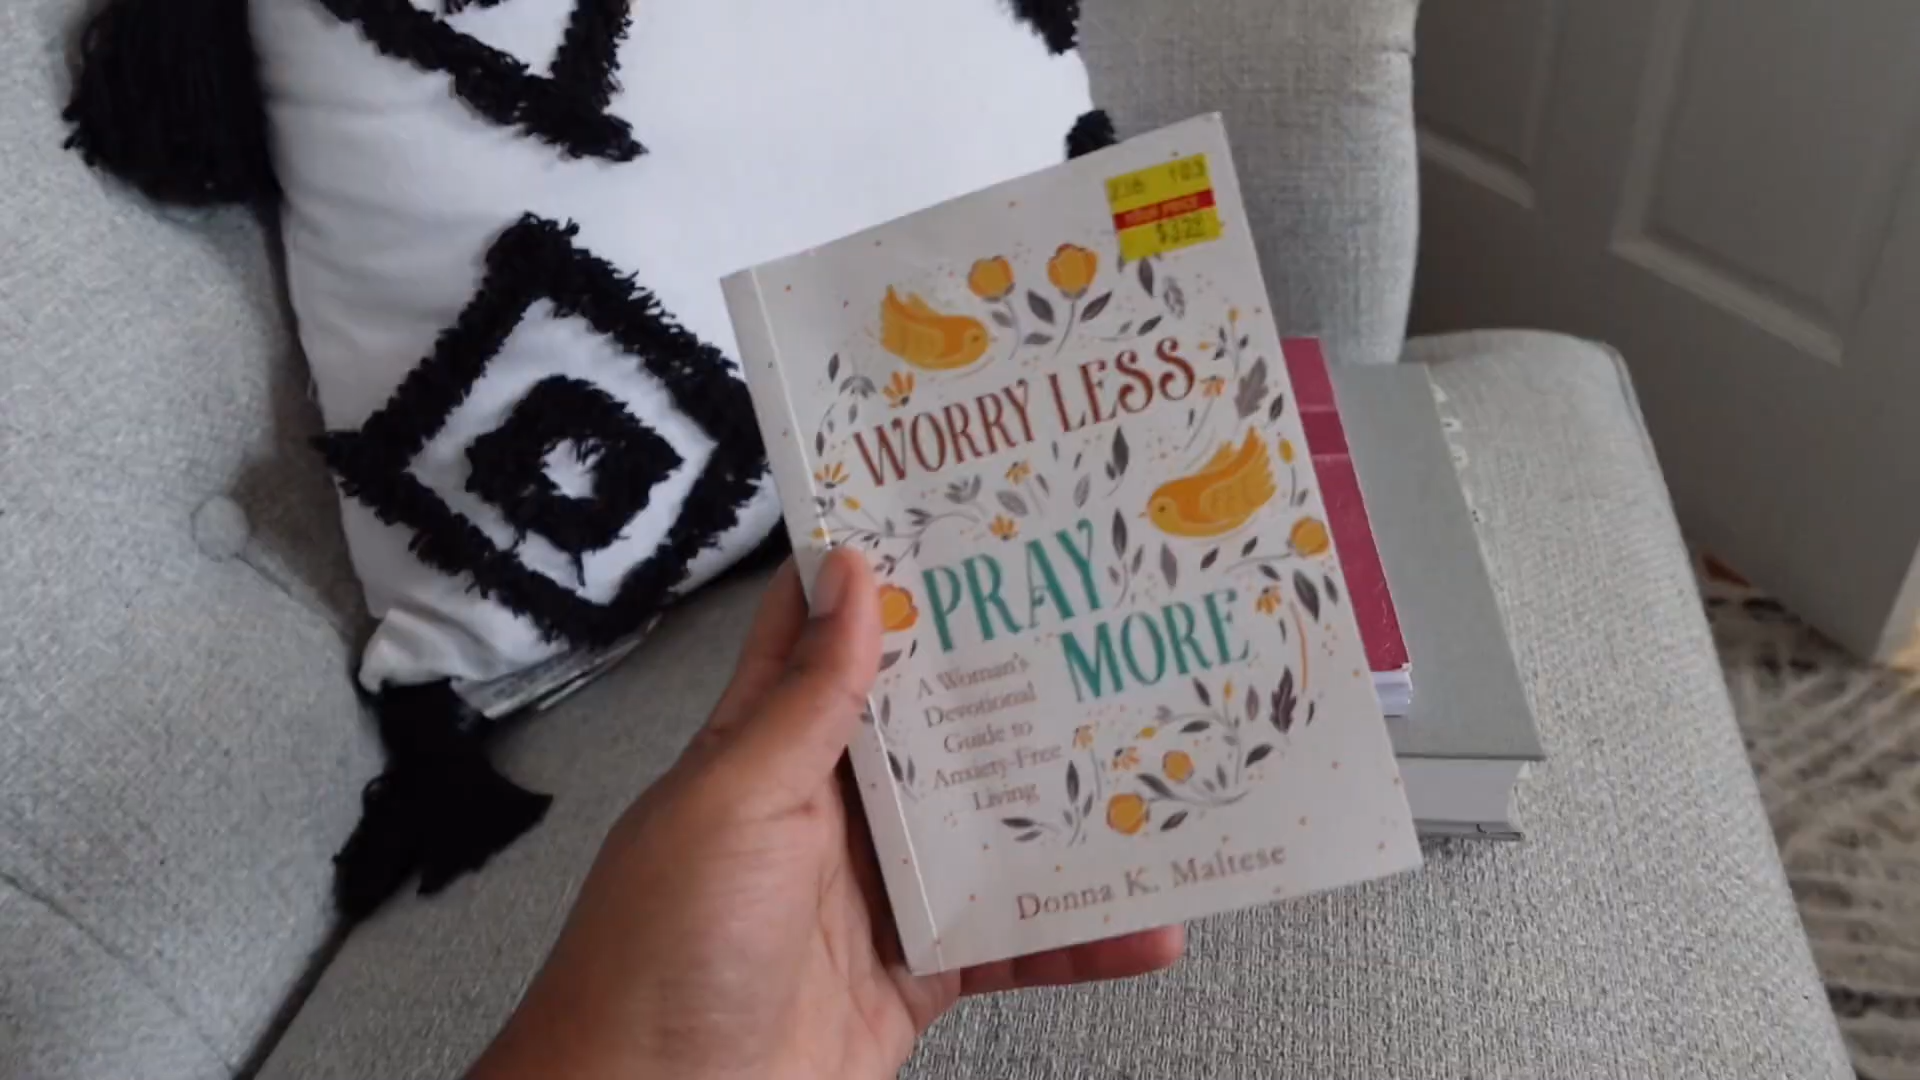 WORRY LESS
PRAY
MORE
A Woman's
Devotional
Guide to
Anxiety-Free
Living
Donna K. Maltese